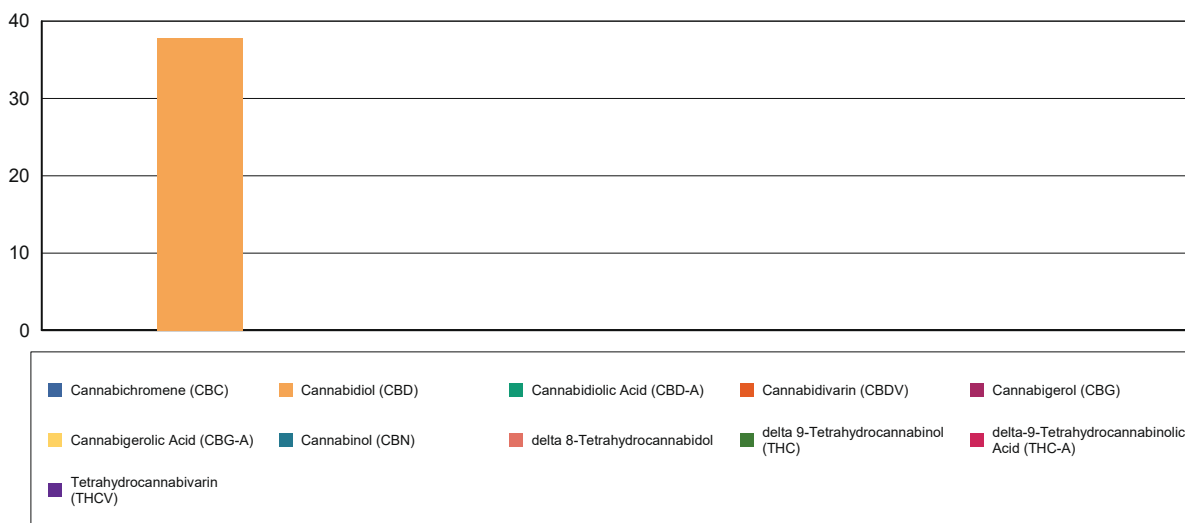 40
30
20
10
0
Cannabichromene (CBC)
Cannabidiol (CBD)
Cannabidiolic Acid (CBD-A)
Cannabidivarin (CBDV)
Cannabigerol (CBG)
Cannabigerolic Acid (CBG-A)
Cannabinol (CBN)
delta 8-Tetrahydrocannabidol
delta 9-Tetrahydrocannabinol
(THC)
delta-9-Tetrahydrocannabinolic
Acid (THC-A)
Tetrahydrocannabivarin
(THCV)